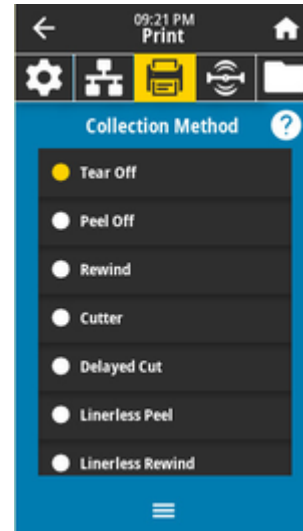 09:21 PM
Print
Collection Method
?
Tear Off
Peel Off
Rewind
Cutter
Delayed Cut
Linerless Peel
Linerless Rewind